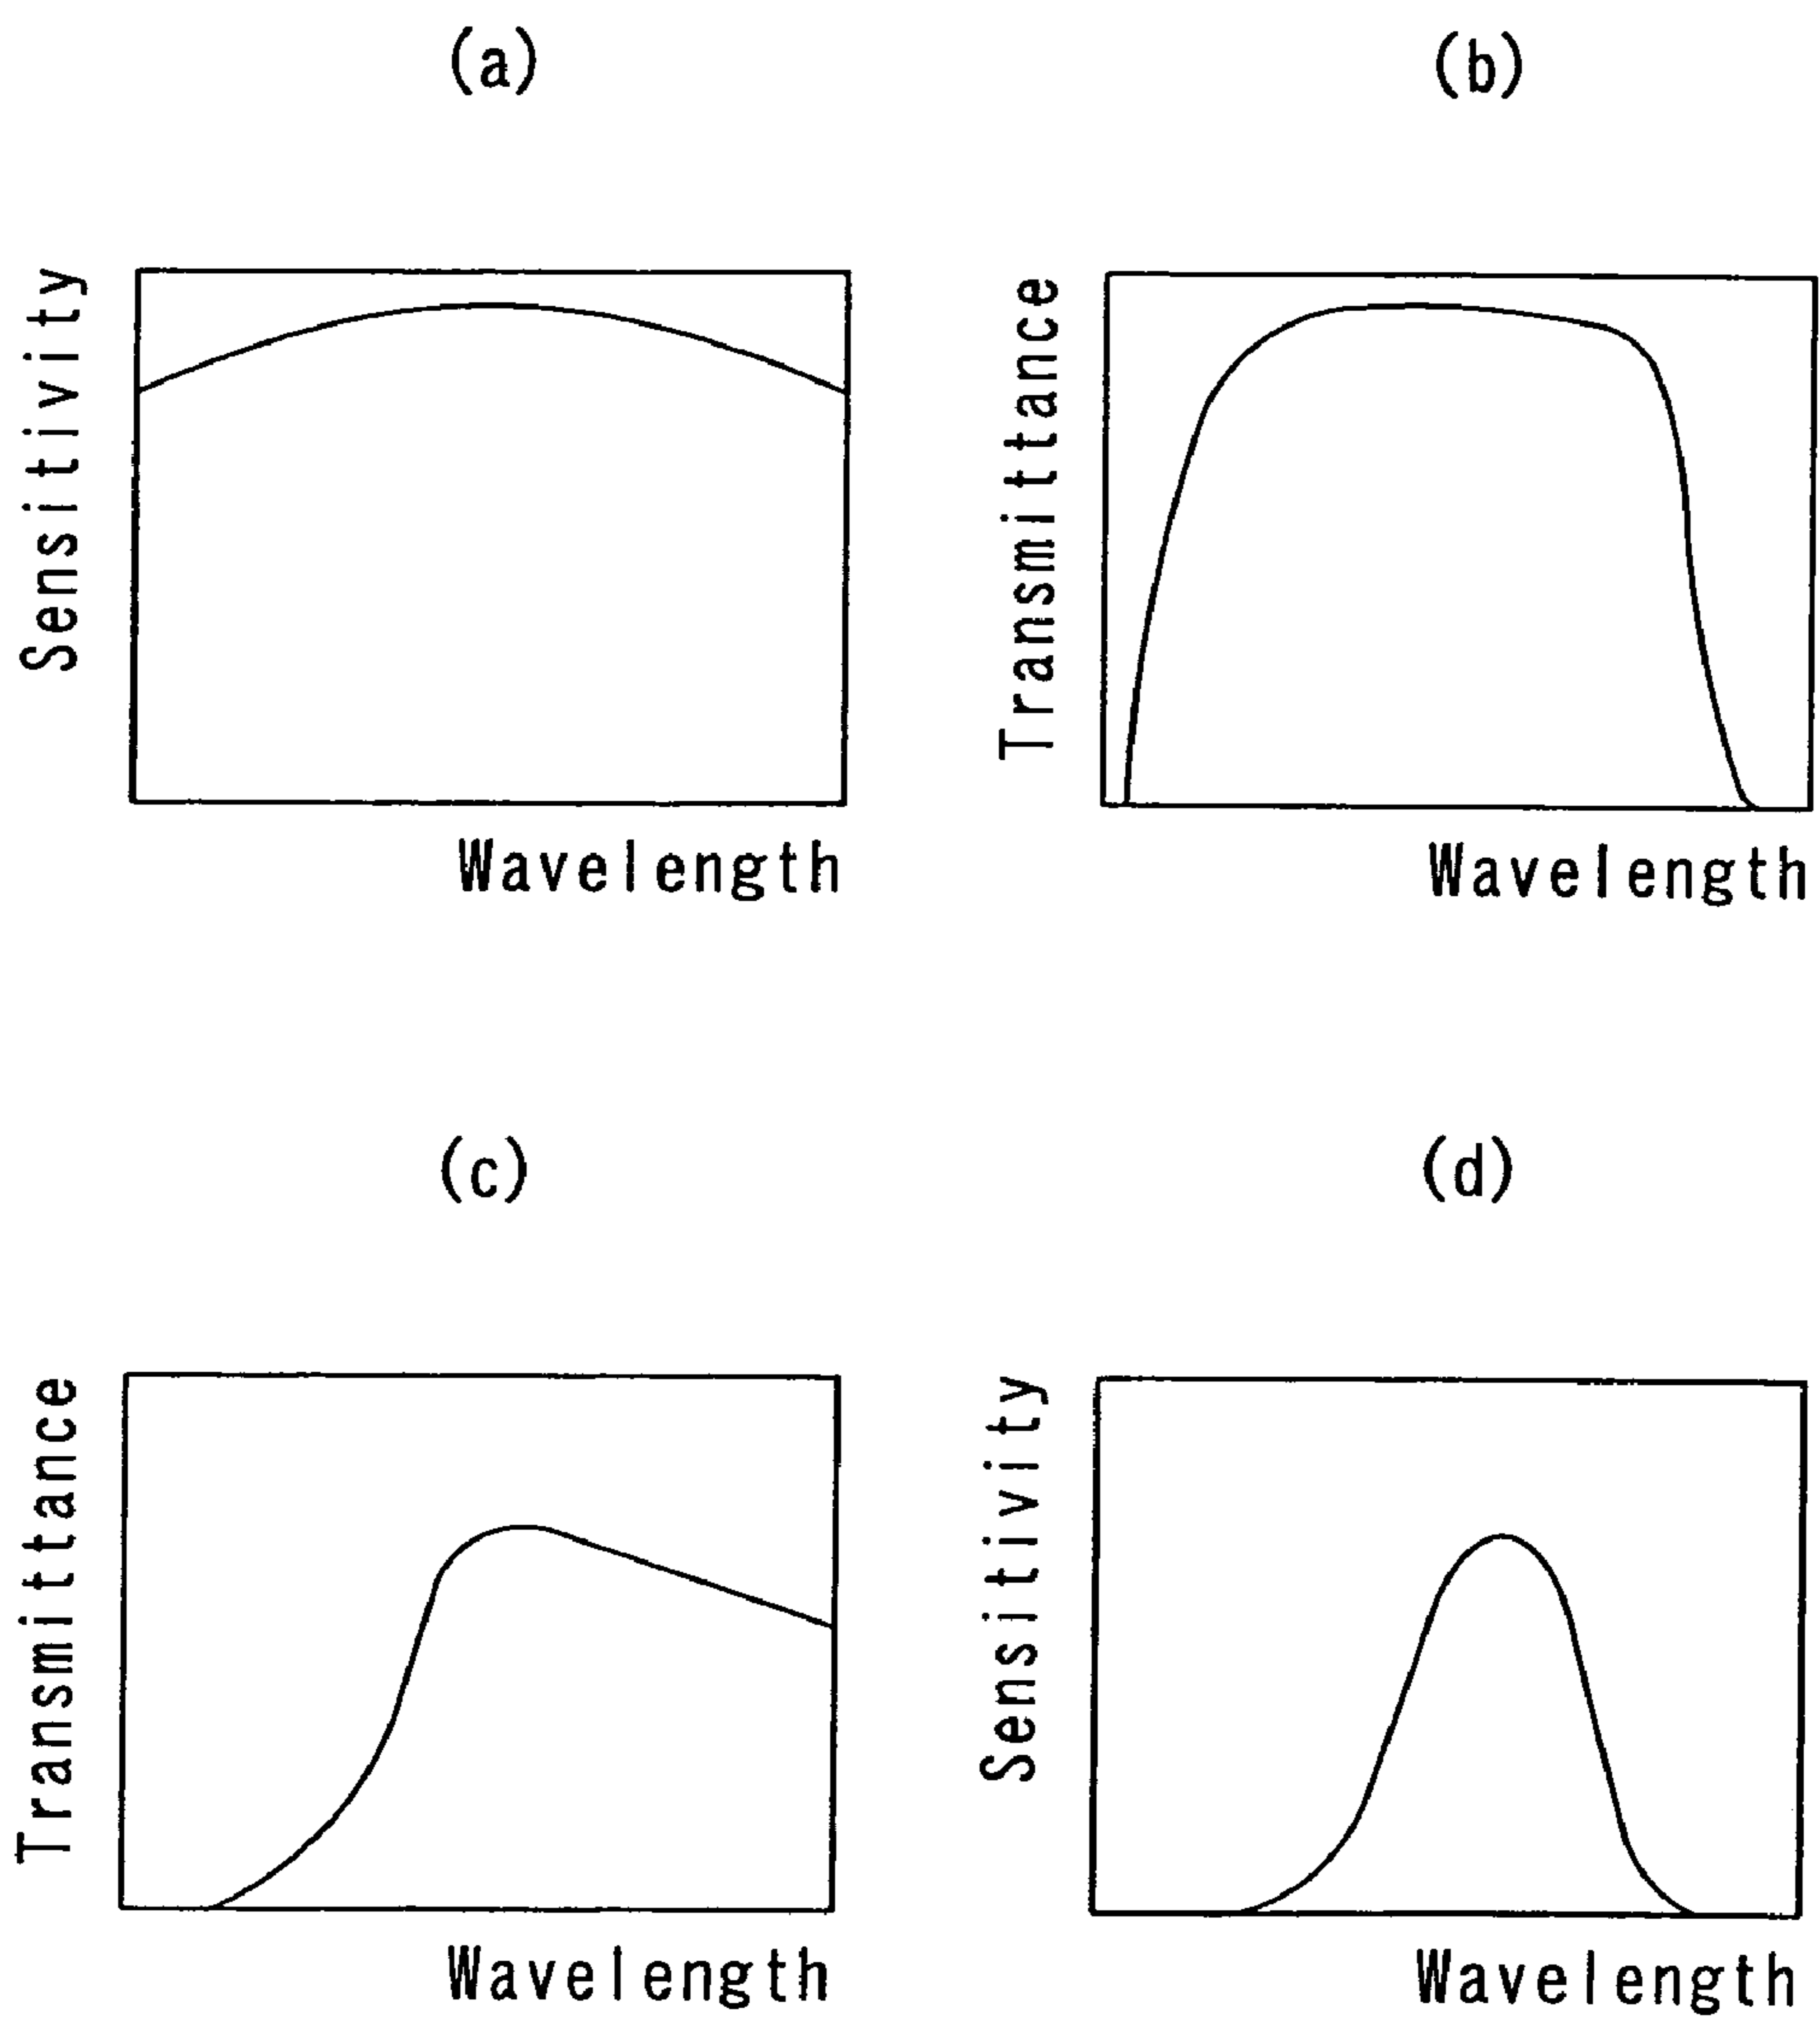 (a)
(b)
Sensitivity
Wavelength
Transmittance
Wavelength
(c)
(d)
Transmittance
Wavelength
Sensitivity
Wavelength